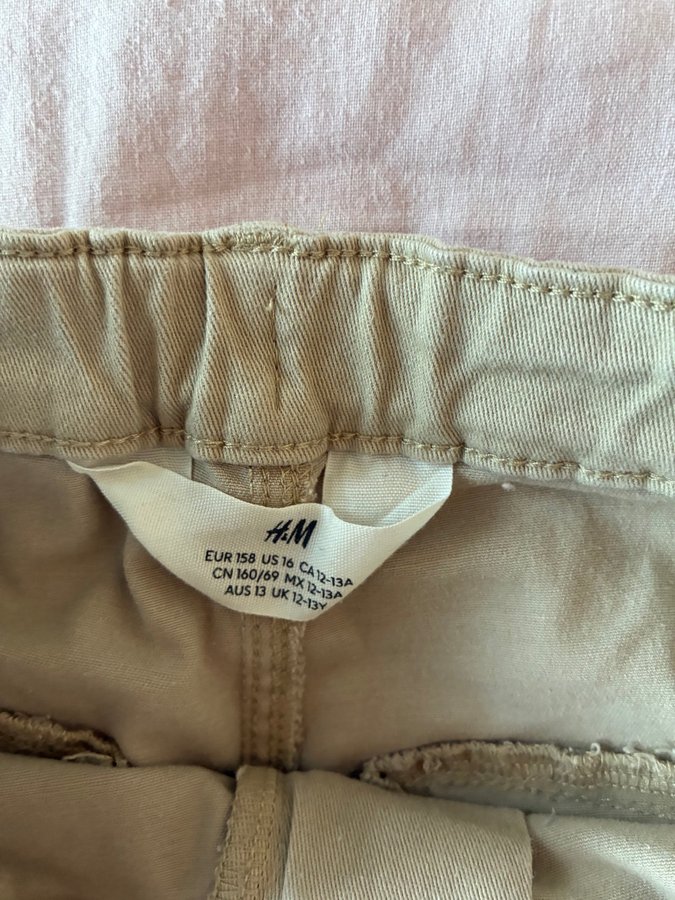 H&M
EUR 158 US 16 CA 12-13A
CN 160/69 MX 12-13A
AUS 13 UK 12-13Y